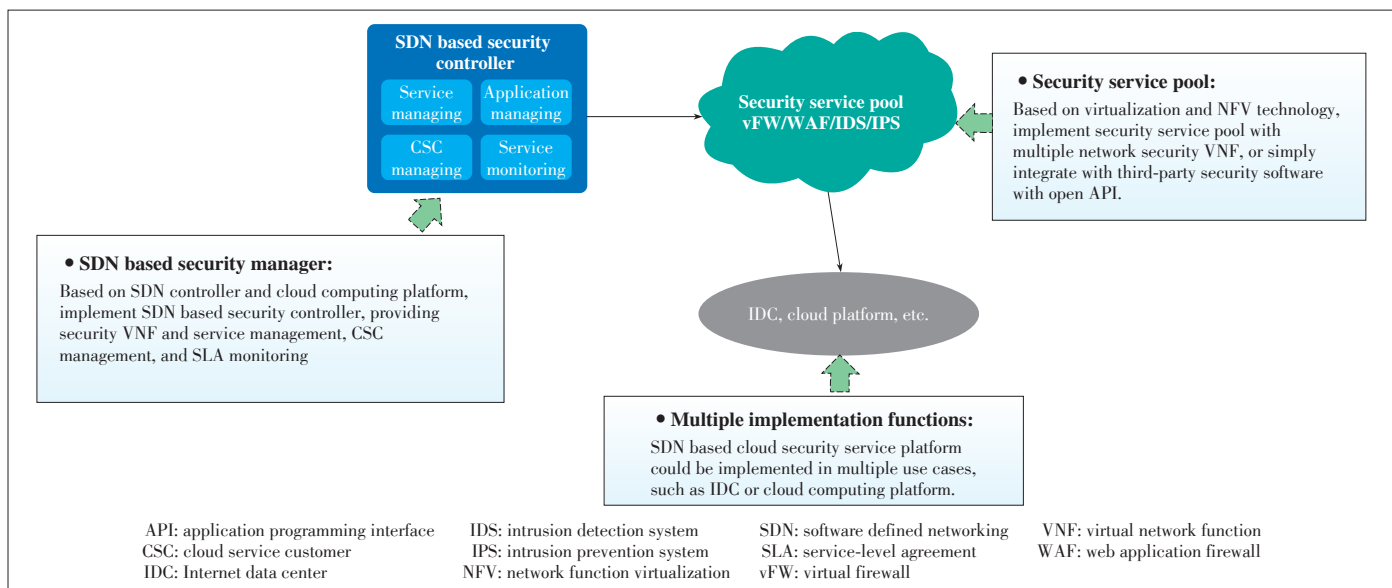 SDN based security
controller
Service
managing
Application
managing
CSC
managing
Service
monitoring
Security service pool
vFW/WAF/IDS/IPS
• Security service pool:
Based on virtualization and NFV technology,
implement security service pool with
multiple network security VNF, or simply
integrate with third-party security software
with open API.
• SDN based security manager:
Based on SDN controller and cloud computing platform,
implement SDN based security controller, providing
security VNF and service management, CSC
management, and SLA monitoring
IDC, cloud platform, etc.
• Multiple implementation functions:
SDN based cloud security service platform
could be implemented in multiple use cases,
such as IDC or cloud computing platform.
API: application programming interface
CSC: cloud service customer
IDC: Internet data center
IDS: intrusion detection system
IPS: intrusion prevention system
NFV: network function virtualization
SDN: software defined networking
SLA: service-level agreement
vFW: virtual firewall
VNF: virtual network function
WAF: web application firewall